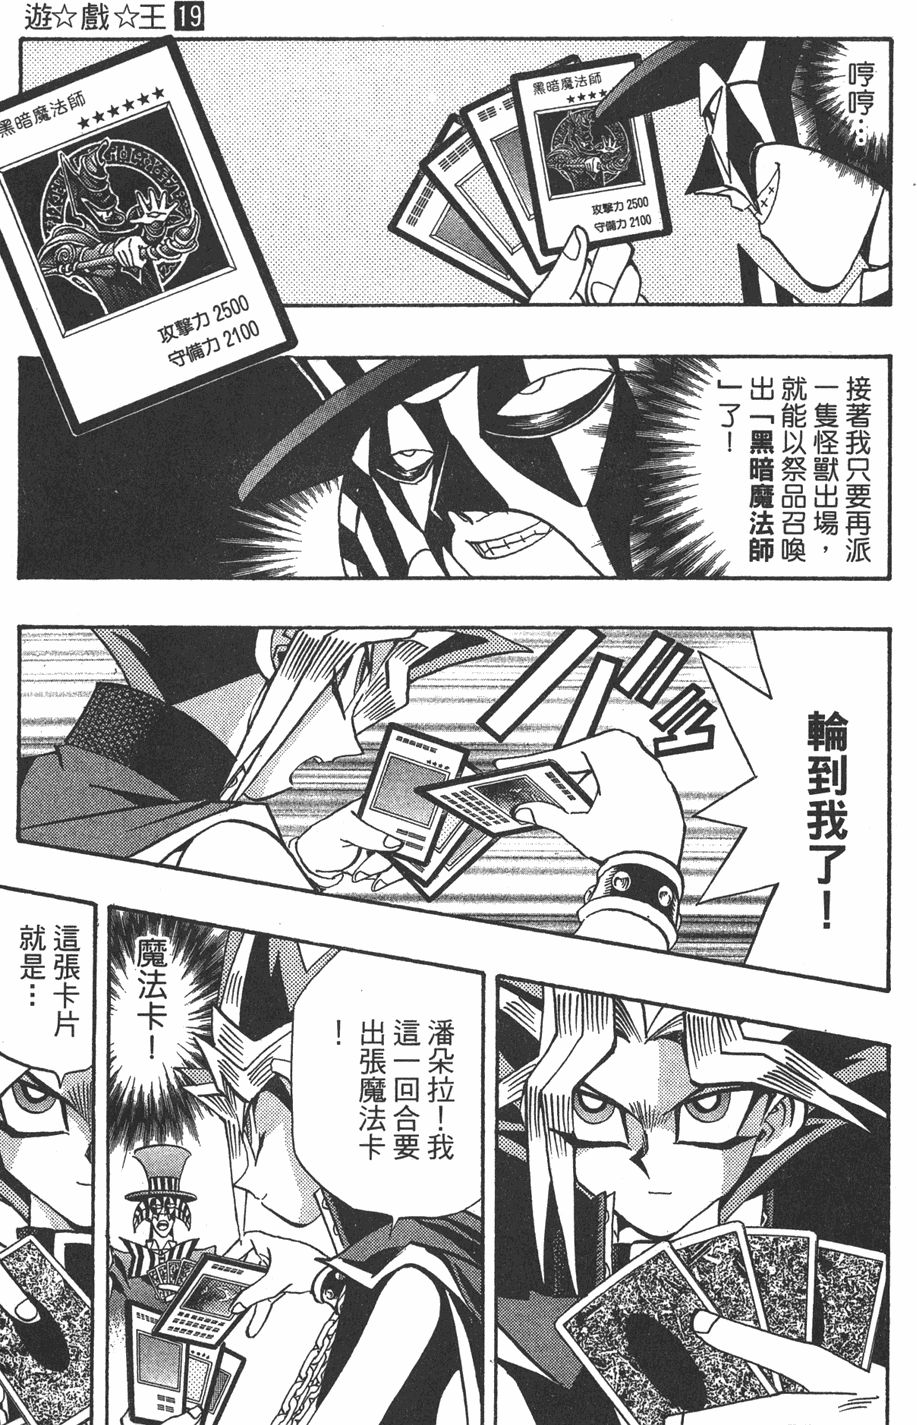 遊☆戲☆王 19
哼哼…
黑暗魔法師
★★★★
攻擊力 2500
守備力 2100
黑暗魔法師
★★★★★★
攻擊力 2500
守備力 2100
接著我只要再派
一隻怪獸出場，
就能以祭品召喚
出「黑暗魔法師
」了！
輪到我了！
潘朵拉！我
這一回合要
出張魔法卡
！
魔法卡！
這張卡片
就是…